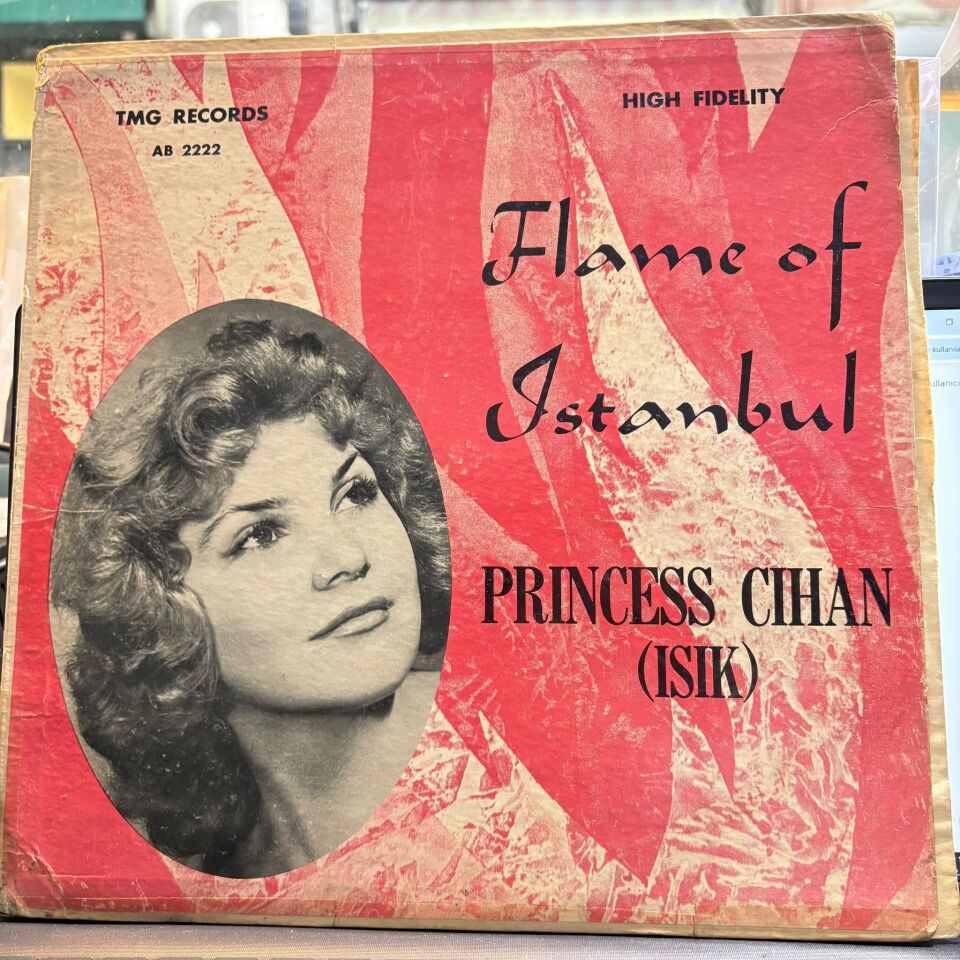 TMG RECORDS
AB 2222
HIGH FIDELITY
Flame of
Istanbul
PRINCESS CIHAN
(ISIK)